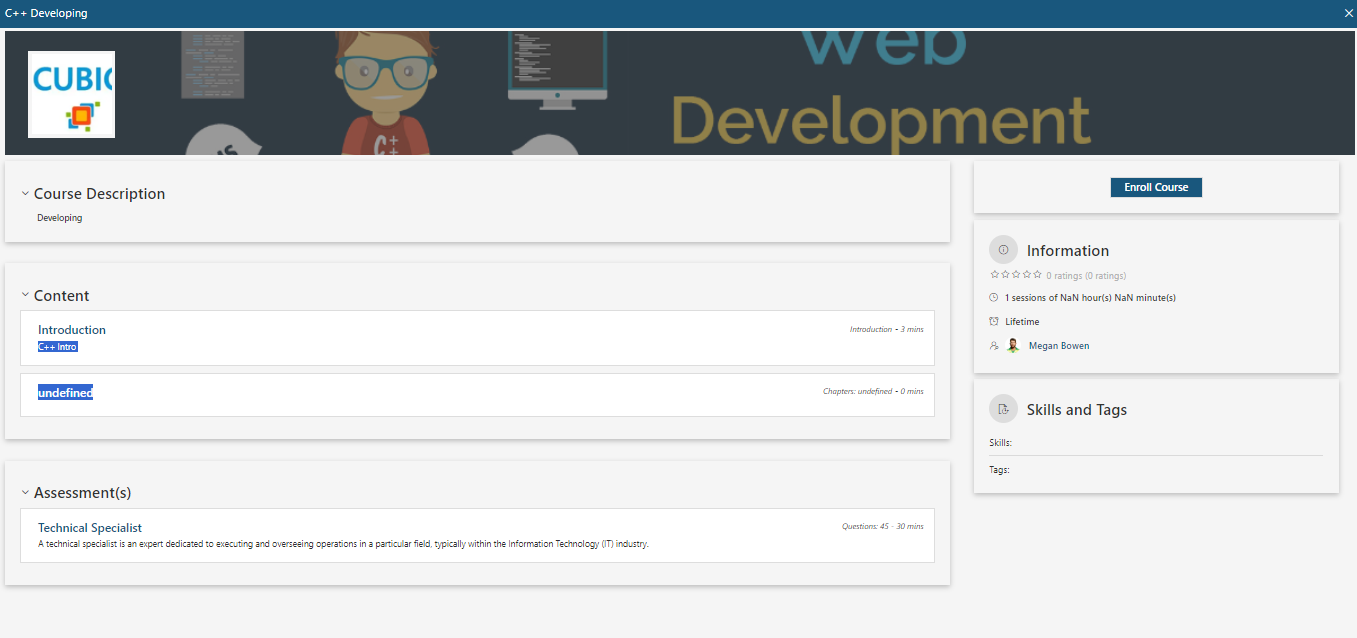 C++ Developing
CUBIC
JS
C++
Web
Development
Course Description
Developing
Enroll Course
Information
0 ratings (0 ratings)
1 sessions of NaN hour(s) NaN minute(s)
Lifetime
Megan Bowen
Content
Introduction
Introduction - 3 mins
C++ Intro
undefined
Chapters: undefined - 0 mins
Skills and Tags
Skills:
Tags:
Assessment(s)
Technical Specialist
Questions: 45 - 30 mins
A technical specialist is an expert dedicated to executing and overseeing operations in a particular field, typically within the Information Technology (IT) industry.